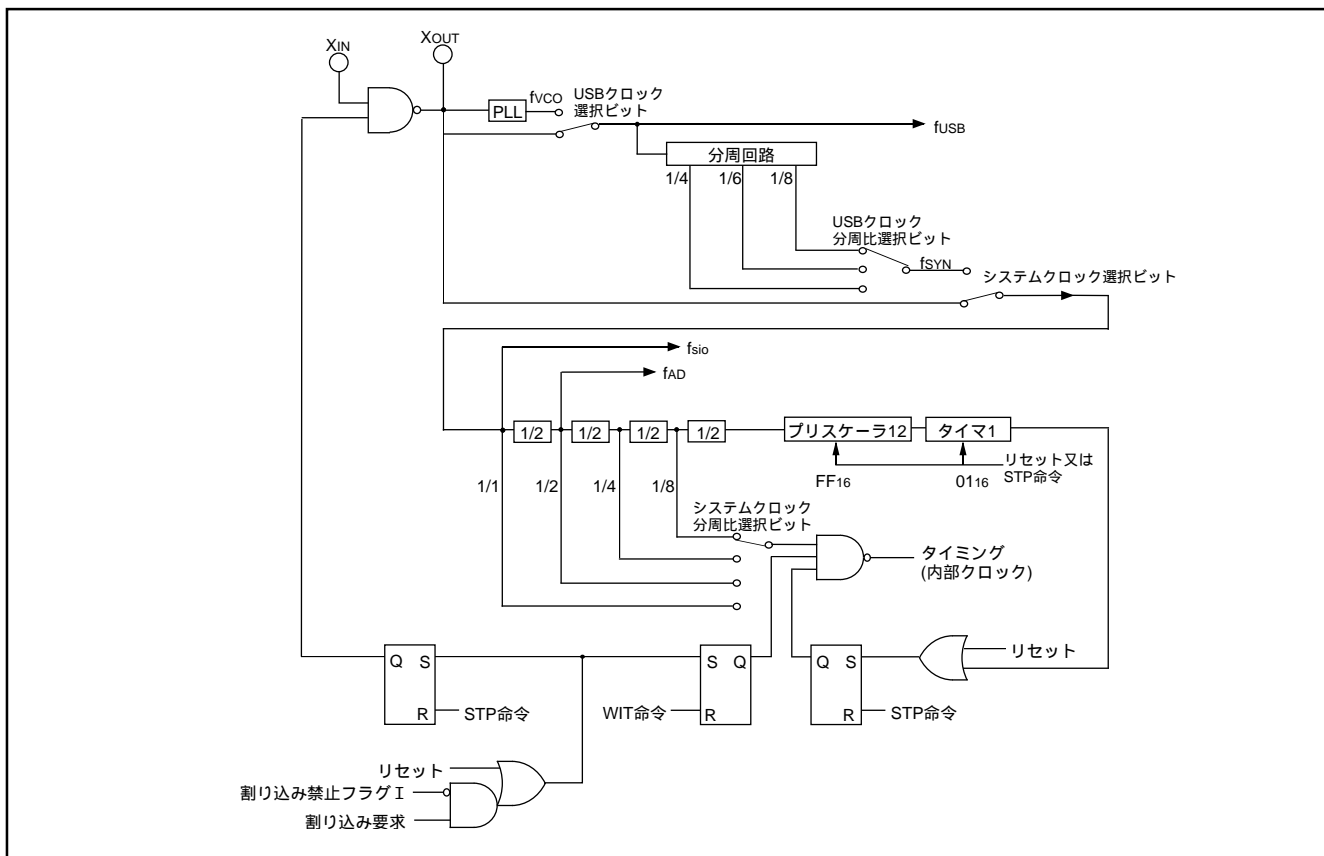 XIN
XOUT
PLL
fVCO
USBクロック
選択ビット
fUSB
分周回路
1/4
1/6
1/8
USBクロック
分周比選択ビット
fSYN
システムクロック選択ビット
fsio
fAD
1/2
1/2
1/2
1/2
プリスケーラ12
タイマ1
リセット又は
STP命令
FF16
0116
1/1
1/2
1/4
1/8
システムクロック
分周比選択ビット
タイミング
(内部クロック)
Q S
R
STP命令
S Q
R
WIT命令
Q S
R
STP命令
リセット
リセット
割り込み禁止フラグI
割り込み要求